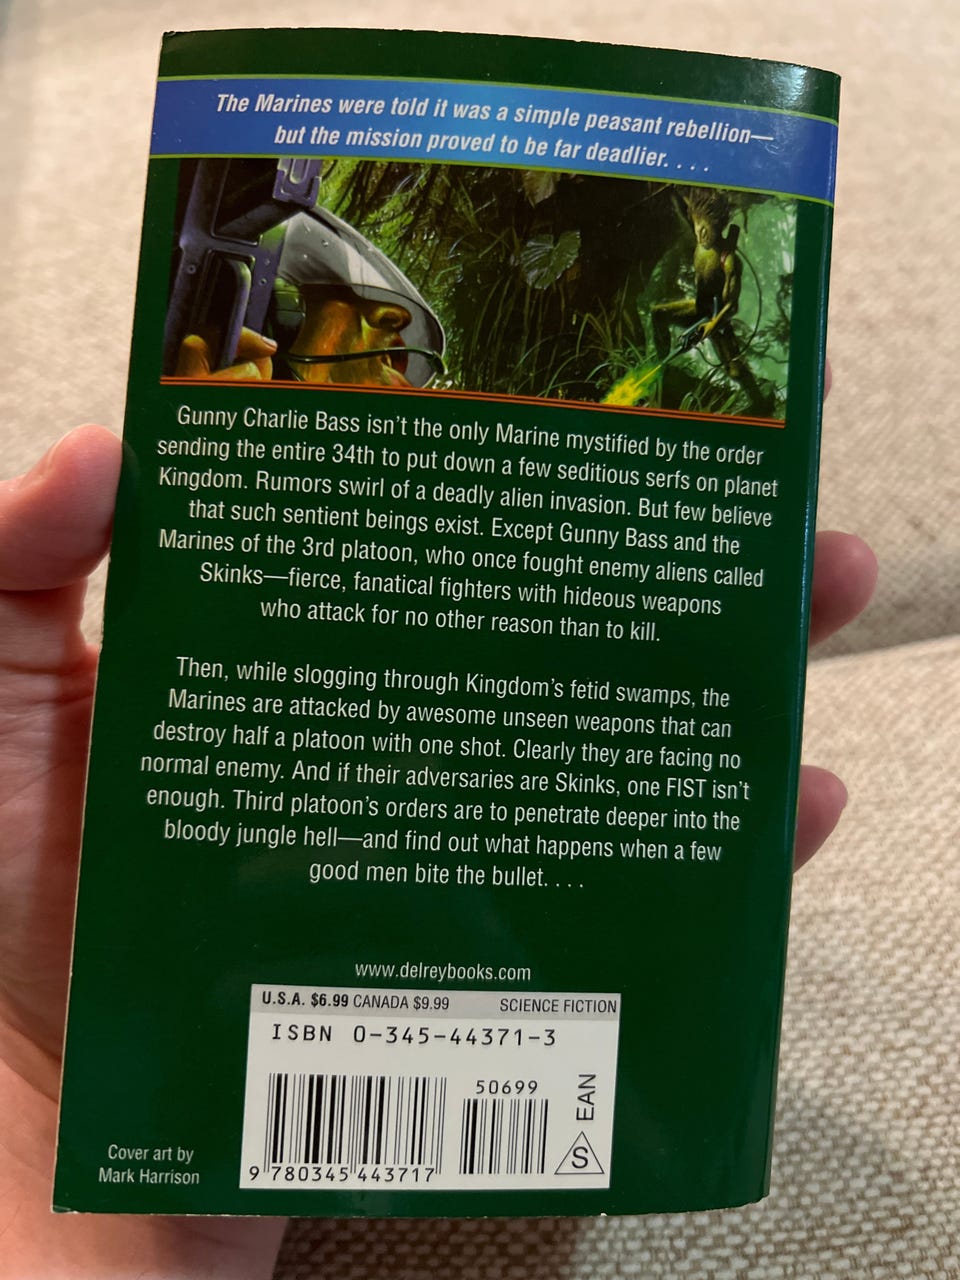 The Marines were told it was a simple peasant rebellion—
but the mission proved to be far deadlier. . . .
Gunny Charlie Bass isn't the only Marine mystified by the order
sending the entire 34th to put down a few seditious serfs on planet
Kingdom. Rumors swirl of a deadly alien invasion. But few believe
that such sentient beings exist. Except Gunny Bass and the
Marines of the 3rd platoon, who once fought enemy aliens called
Skinks—fierce, fanatical fighters with hideous weapons
who attack for no other reason than to kill.
Then, while slogging through Kingdom's fetid swamps, the
Marines are attacked by awesome unseen weapons that can
destroy half a platoon with one shot. Clearly they are facing no
normal enemy. And if their adversaries are Skinks, one FIST isn't
enough. Third platoon's orders are to penetrate deeper into the
bloody jungle hell—and find out what happens when a few
good men bite the bullet. . . .
www.delreybooks.com
U.S.A. $6.99 CANADA $9.99 SCIENCE FICTION
ISBN 0-345-44371-3
50699
EAN
S
9 780345 443717
Cover art by
Mark Harrison